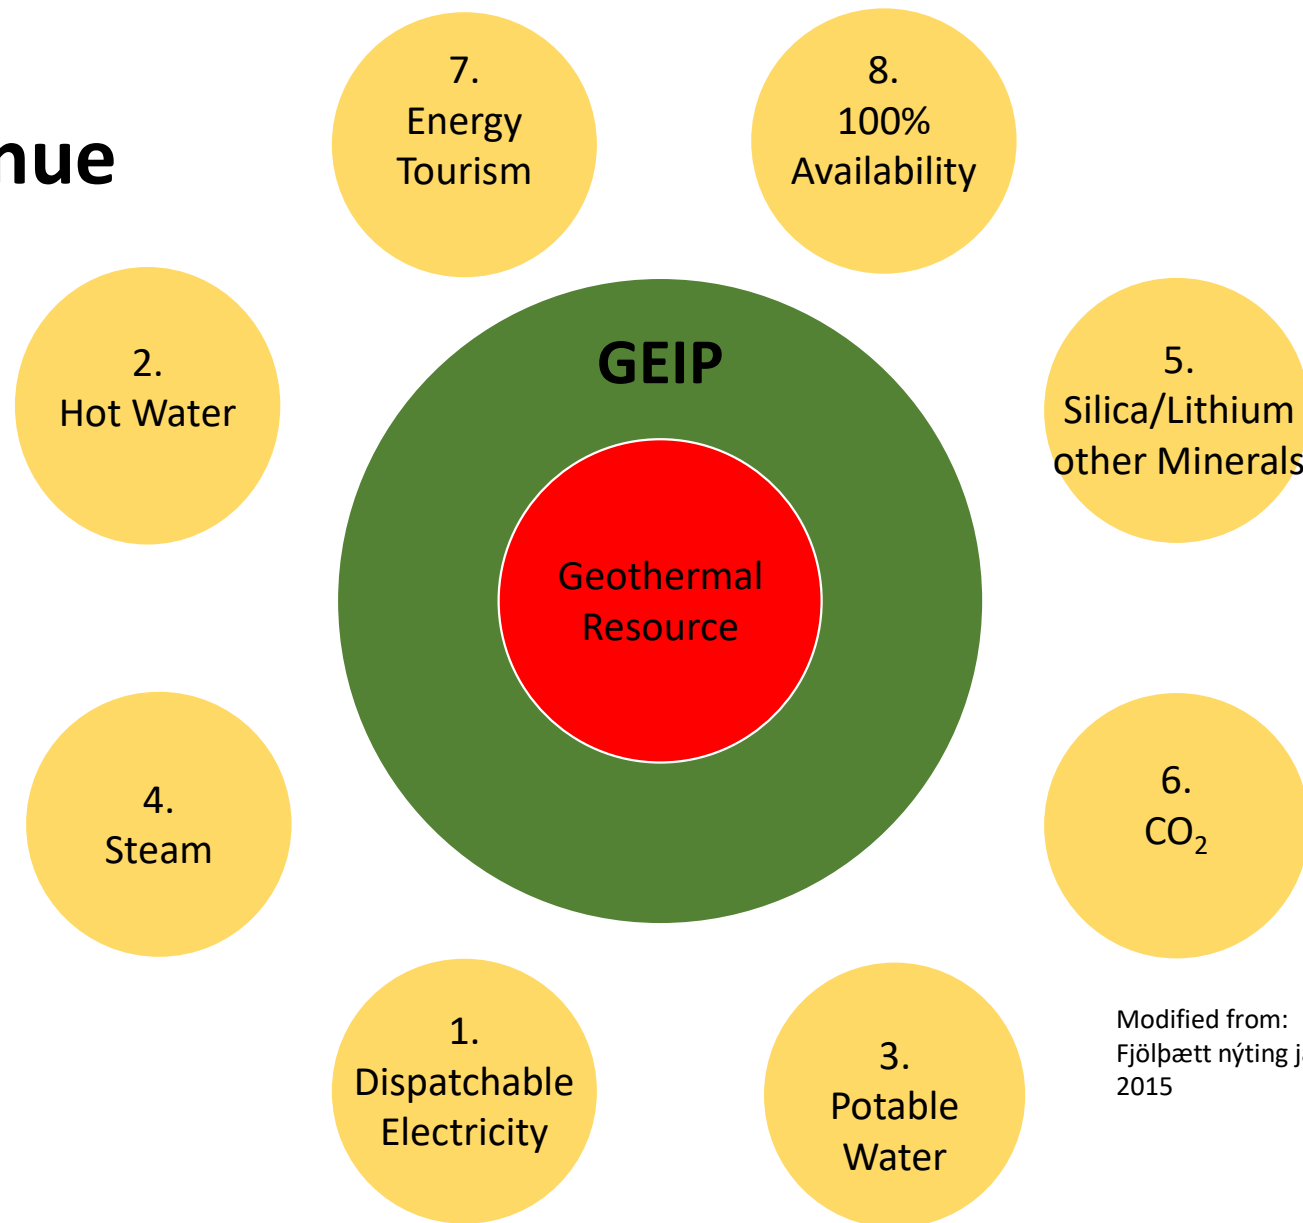 nue
7.
Energy
Tourism
8.
100%
Availability
2.
Hot Water
GEIP
5.
Silica/Lithium
other Minerals
Geothermal
Resource
4.
Steam
6.
CO₂
1.
Dispatchable
Electricity
3.
Potable
Water
Modified from:
Fjölþætt nýting
2015